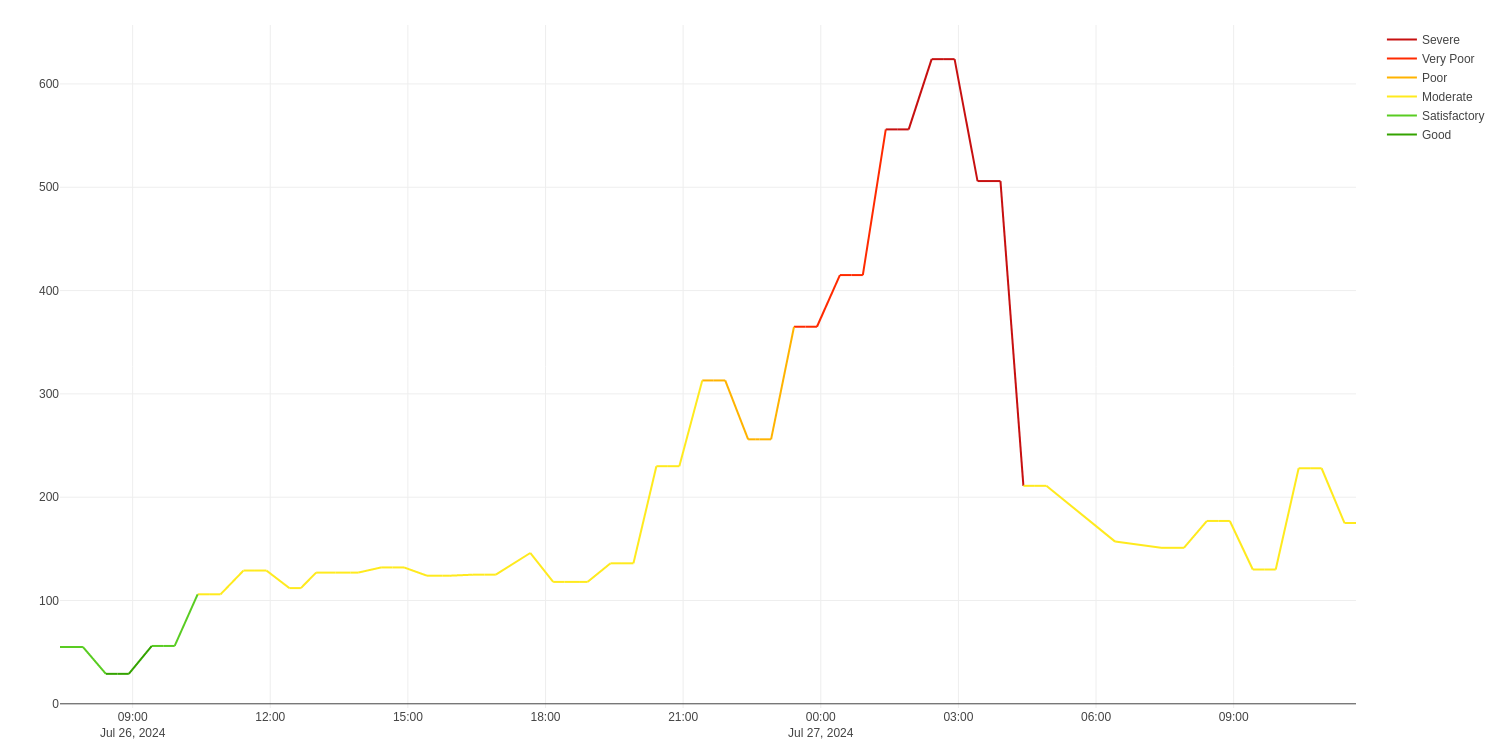 600
500
400
300
200
100
0
09:00
12:00
15:00
18:00
21:00
00:00
03:00
06:00
09:00
Jul 26, 2024
Jul 27, 2024
Severe
Very Poor
Poor
Moderate
Satisfactory
Good